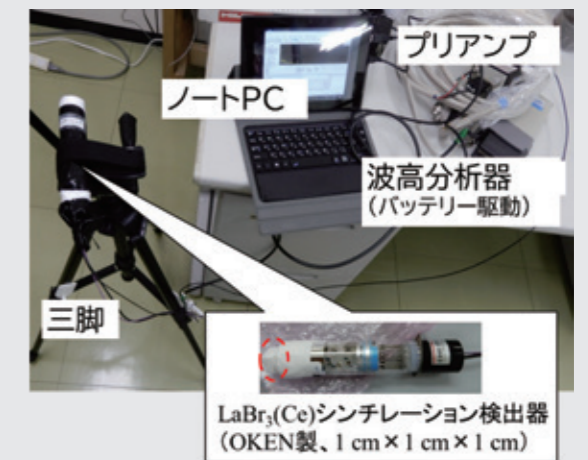 プリアンプ
ノートPC
波高分析器
（バッテリー駆動）
三脚
LaBr₃(Ce)シンチレーション検出器
（OKEN製、1 cm×1 cm×1 cm）